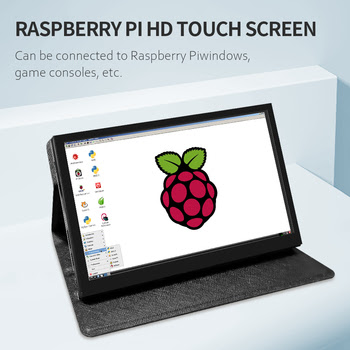 RASPBERRY PI HD TOUCH SCREEN
Can be connected to Raspberry Piwindows,
game consoles, etc.